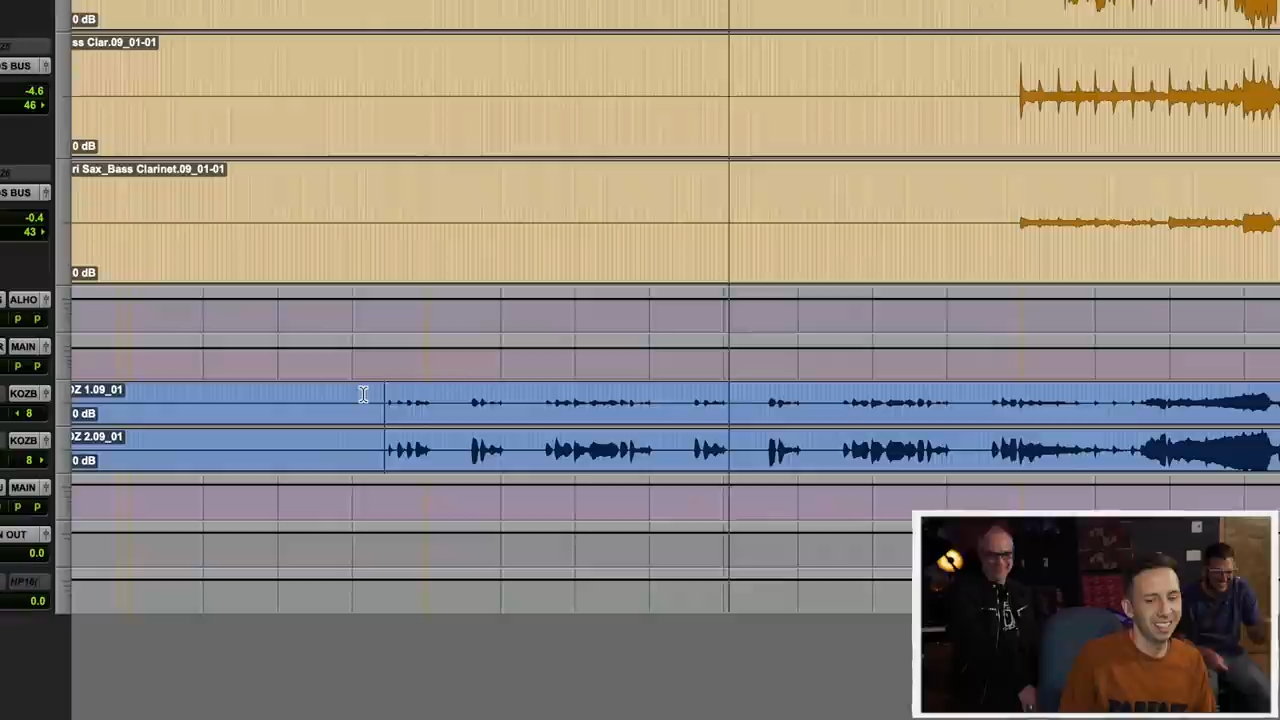 0 dB
ss Clar.09_01-01
S BUS
-4.6
46
0 dB
ri Sax_Bass Clarinet.09_01-01
S BUS
-0.4
43
0 dB
ALHO
P P
MAIN
P P
KOZB
OZ 1.09_01
8
0 dB
KOZB
OZ 2.09_01
8
0 dB
MAIN
P P
N OUT
0.0
0.0